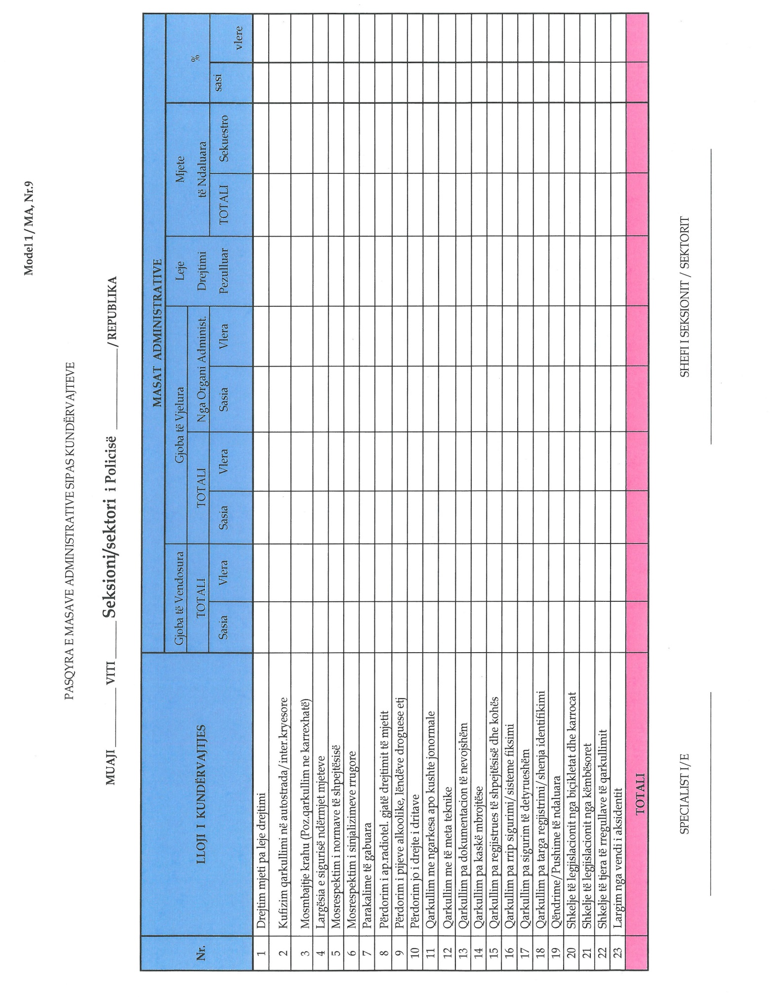 Model 1 / MA, Nr.9
PASQYRA E MASAVE ADMINISTRATIVE SIPAS KUNDËRVAJTEVE
MUAJI________ VITI _____ Seksioni/sektori i Policisë ___________/ REPUBLIKA
Nr. LLOJI I KUNDËRVAJTJES MASAT ADMINISTRATIVE
Gjoba të Vendosura Gjoba të Vjelura Leje Mjete %
TOTALI TOTALI Nga Organi Administ. Drejtimi të Ndaluara
Sasia Vlera Sasia Vlera Sasia Vlera Pezulluar TOTALI Sekuestro sasi vlere
1 Drejtim mjeti pa leje drejtimi
2 Kufizim qarkullimi në autostrada/inter.kryesore
3 Mosmbajtje krahu (Poz.qarkullim ne karrexhatë)
4 Largësia e sigurisë ndërmjet mjeteve
5 Mosrespektim i normave të shpejtësisë
6 Mosrespektim i sinjalizimeve rrugore
7 Parakalime të gabuara
8 Përdorim i ap.radiotel. gjatë drejtimit të mjetit
9 Përdorim i pijeve alkoolike, lëndëve droguese etj
10 Përdorim jo i drejte i dritave
11 Qarkullim me ngarkesa apo kushte jonormale
12 Qarkullim me të meta teknike
13 Qarkullim pa dokumentacion të nevojshëm
14 Qarkullim pa kaskë mbrojtëse
15 Qarkullim pa regjistrues të shpejtësisë dhe kohës
16 Qarkullim pa rrip sigurimi/sisteme fiksimi
17 Qarkullim pa sigurim të detyrueshëm
18 Qarkullim pa targa regjistrimi/shenja identifikimi
19 Qëndrime/Pushime të ndaluara
20 Shkelje të legjislacionit nga biçikletat dhe karrocat
21 Shkelje të legjislacionit nga këmbësoret
22 Shkelje të tjera të rregullave të qarkullimit
23 Largim nga vendi i aksidentit
TOTALI
SPECIALIST I/E SHEFI I SEKSIONIT / SEKTORIT